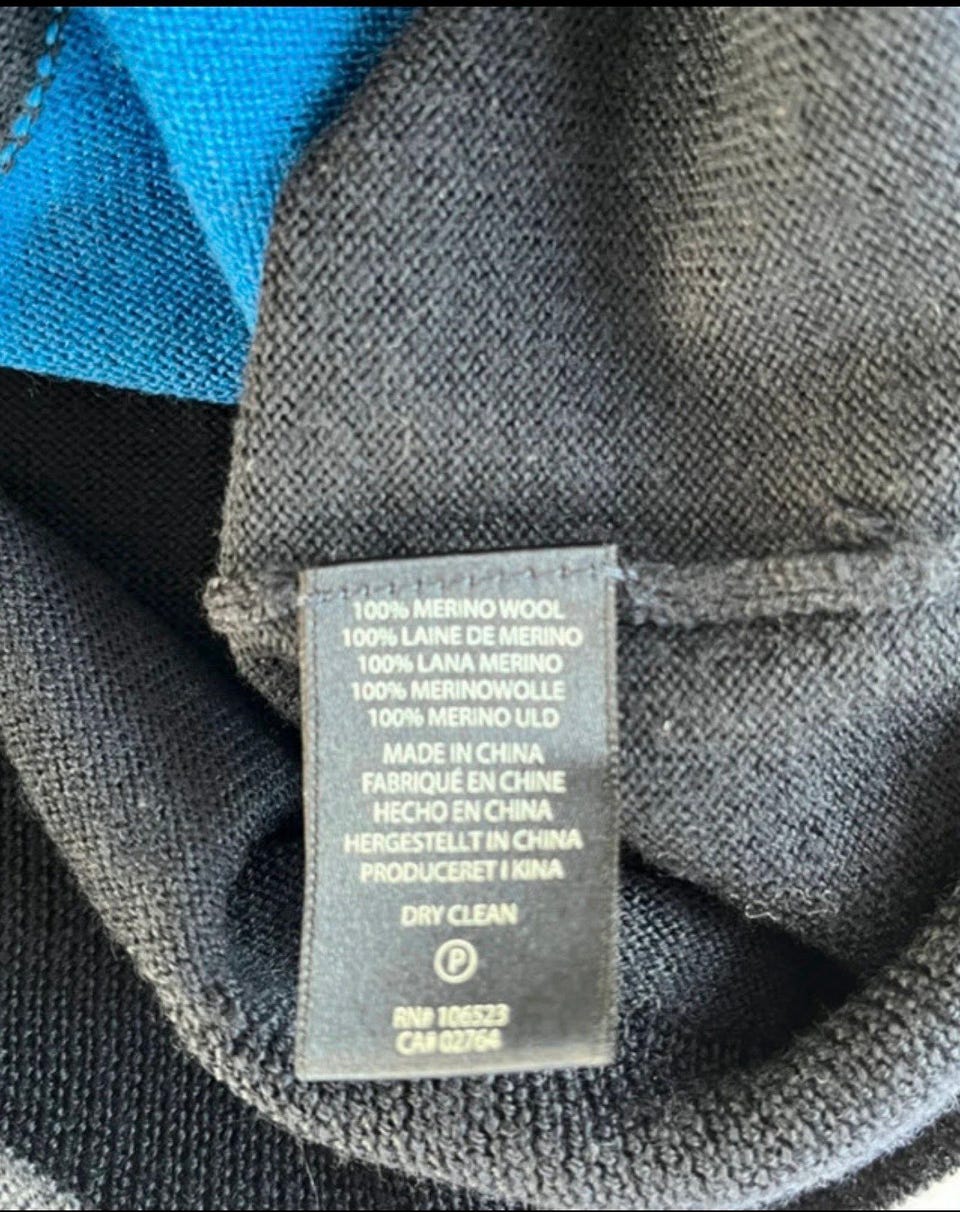 100% MERINO WOOL
100% LAINE DE MERINO
100% LANA MERINO
100% MERINOWOLLE
100% MERINO ULD
MADE IN CHINA
FABRIQUÉ EN CHINE
HECHO EN CHINA
HERGESTELLT IN CHINA
PRODUCERET I KINA
DRY CLEAN
P
RN# 106523
CA# 02764